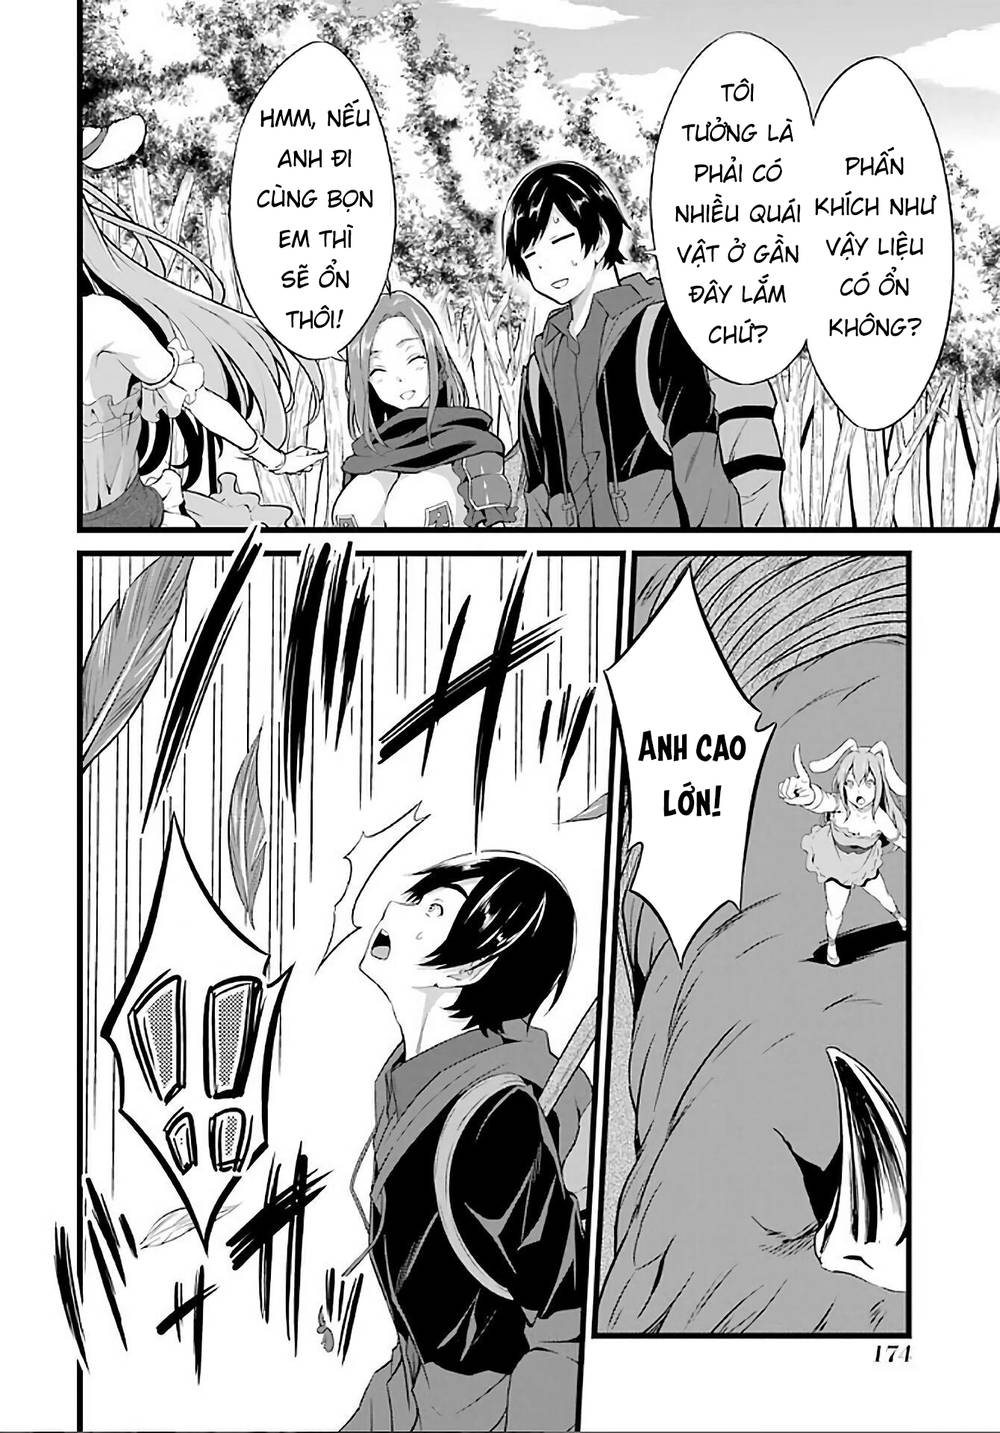 PHẤN
KHÍCH NHƯ
VẬY LIỆU
CÓ ỔN
KHÔNG?
TÔI
TƯỞNG LÀ
PHẢI CÓ
NHIỀU QUÁI
VẬT Ở GẦN
ĐÂY LẮM
CHỨ?
HMM, NẾU
ANH ĐI
CÙNG BỌN
EM THÌ
SẼ ỔN
THÔI!
ANH CAO
LỚN!
!!
174